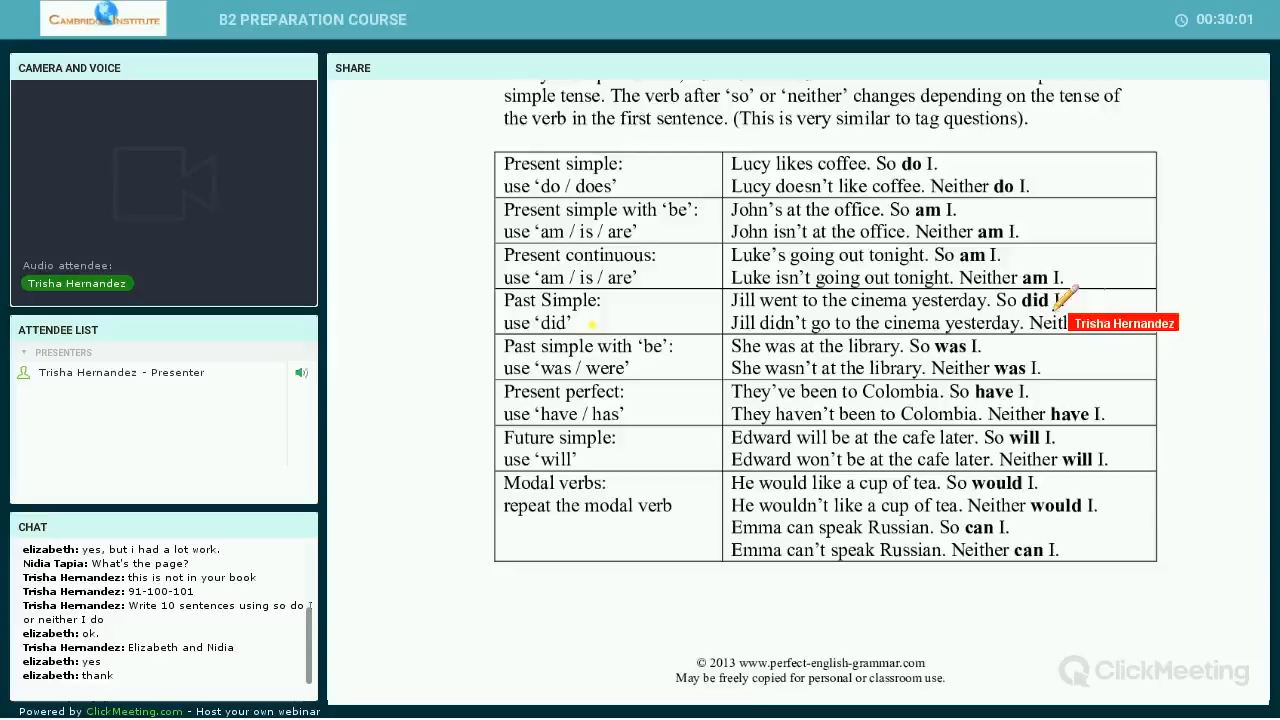 CAMBRIDGE INSTITUTE
B2 PREPARATION COURSE
00:30:01
CAMERA AND VOICE
Audio attendee:
Trisha Hernandez
ATTENDEE LIST
PRESENTERS
Trisha Hernandez - Presenter
CHAT
elizabeth: yes, but i had a lot work.
Nidia Tapia: What's the page?
Trisha Hernandez: this is not in your book
Trisha Hernandez: 91-100-101
Trisha Hernandez: Write 10 sentences using so do I
or neither I do
elizabeth: ok.
Trisha Hernandez: Elizabeth and Nidia
elizabeth: yes
elizabeth: thank
Powered by ClickMeeting.com - Host your own webinar
SHARE
simple tense. The verb after ‘so’ or ‘neither’ changes depending on the tense of
the verb in the first sentence. (This is very similar to tag questions).
Present simple:
use ‘do / does’
Lucy likes coffee. So do I.
Lucy doesn’t like coffee. Neither do I.
Present simple with ‘be’:
use ‘am / is / are’
John’s at the office. So am I.
John isn’t at the office. Neither am I.
Present continuous:
use ‘am / is / are’
Luke’s going out tonight. So am I.
Luke isn’t going out tonight. Neither am I.
Past Simple:
use ‘did’
Jill went to the cinema yesterday. So did I
Jill didn’t go to the cinema yesterday.
Trisha Hernandez
Past simple with ‘be’:
use ‘was / were’
She was at the library. So was I.
She wasn’t at the library. Neither was I.
Present perfect:
use ‘have / has’
They’ve been to Colombia. So have I.
They haven’t been to Colombia. Neither have I.
Future simple:
use ‘will’
Edward will be at the cafe later. So will I.
Edward won’t be at the cafe later. Neither will I.
Modal verbs:
repeat the modal verb
He would like a cup of tea. So would I.
He wouldn’t like a cup of tea. Neither would I.
Emma can speak Russian. So can I.
Emma can’t speak Russian. Neither can I.
© 2013 www.perfect-english-grammar.com
May be freely copied for personal or classroom use.
ClickMeeting